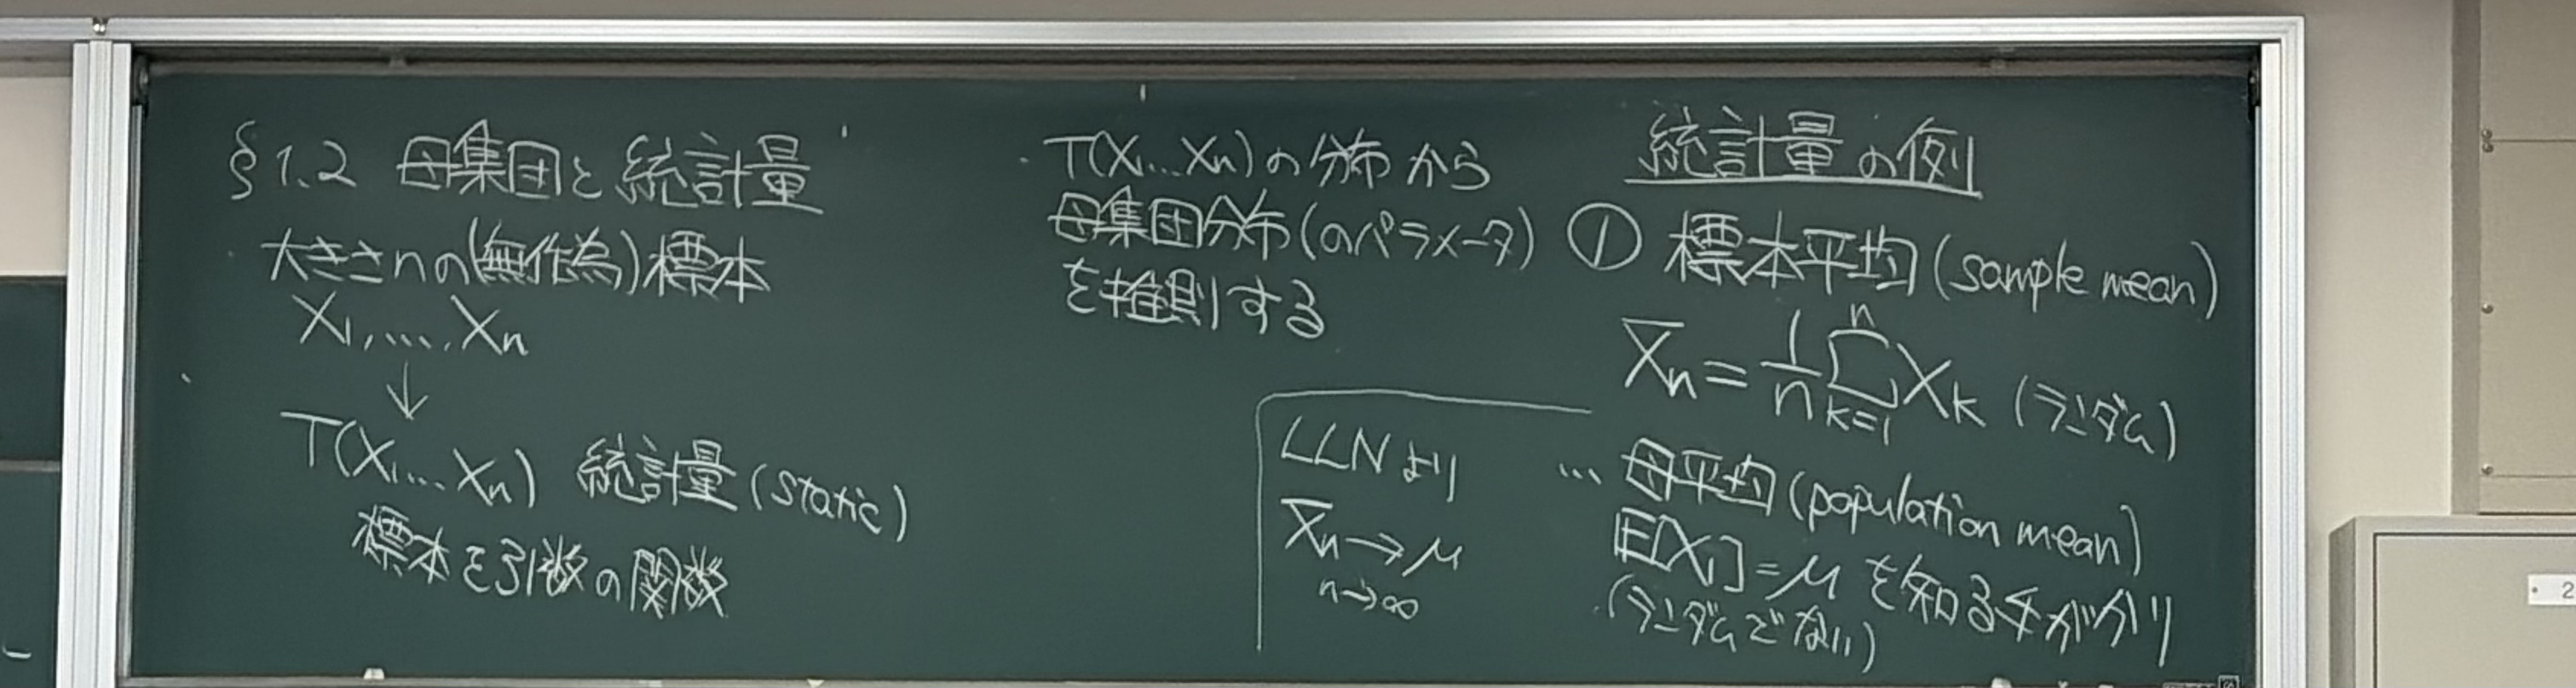 §1.2 母集団と統計量
大きさnの(無作為)標本
X₁,....,Xn
↓
T(X₁...Xn) 統計量(static)
標本を引数の関数
T(X₁...Xn)の分布から
母集団分布(のパラメータ)
を推測する
LLNより
X̄n→μ
n→∞
統計量の例
① 標本平均(sample mean)
X̄n = 1/n Σ[k=1→n] Xk (ランダム)
... 母平均(population mean)
E[X₁]=μ を知る手がかり
(ランダムでない)
2